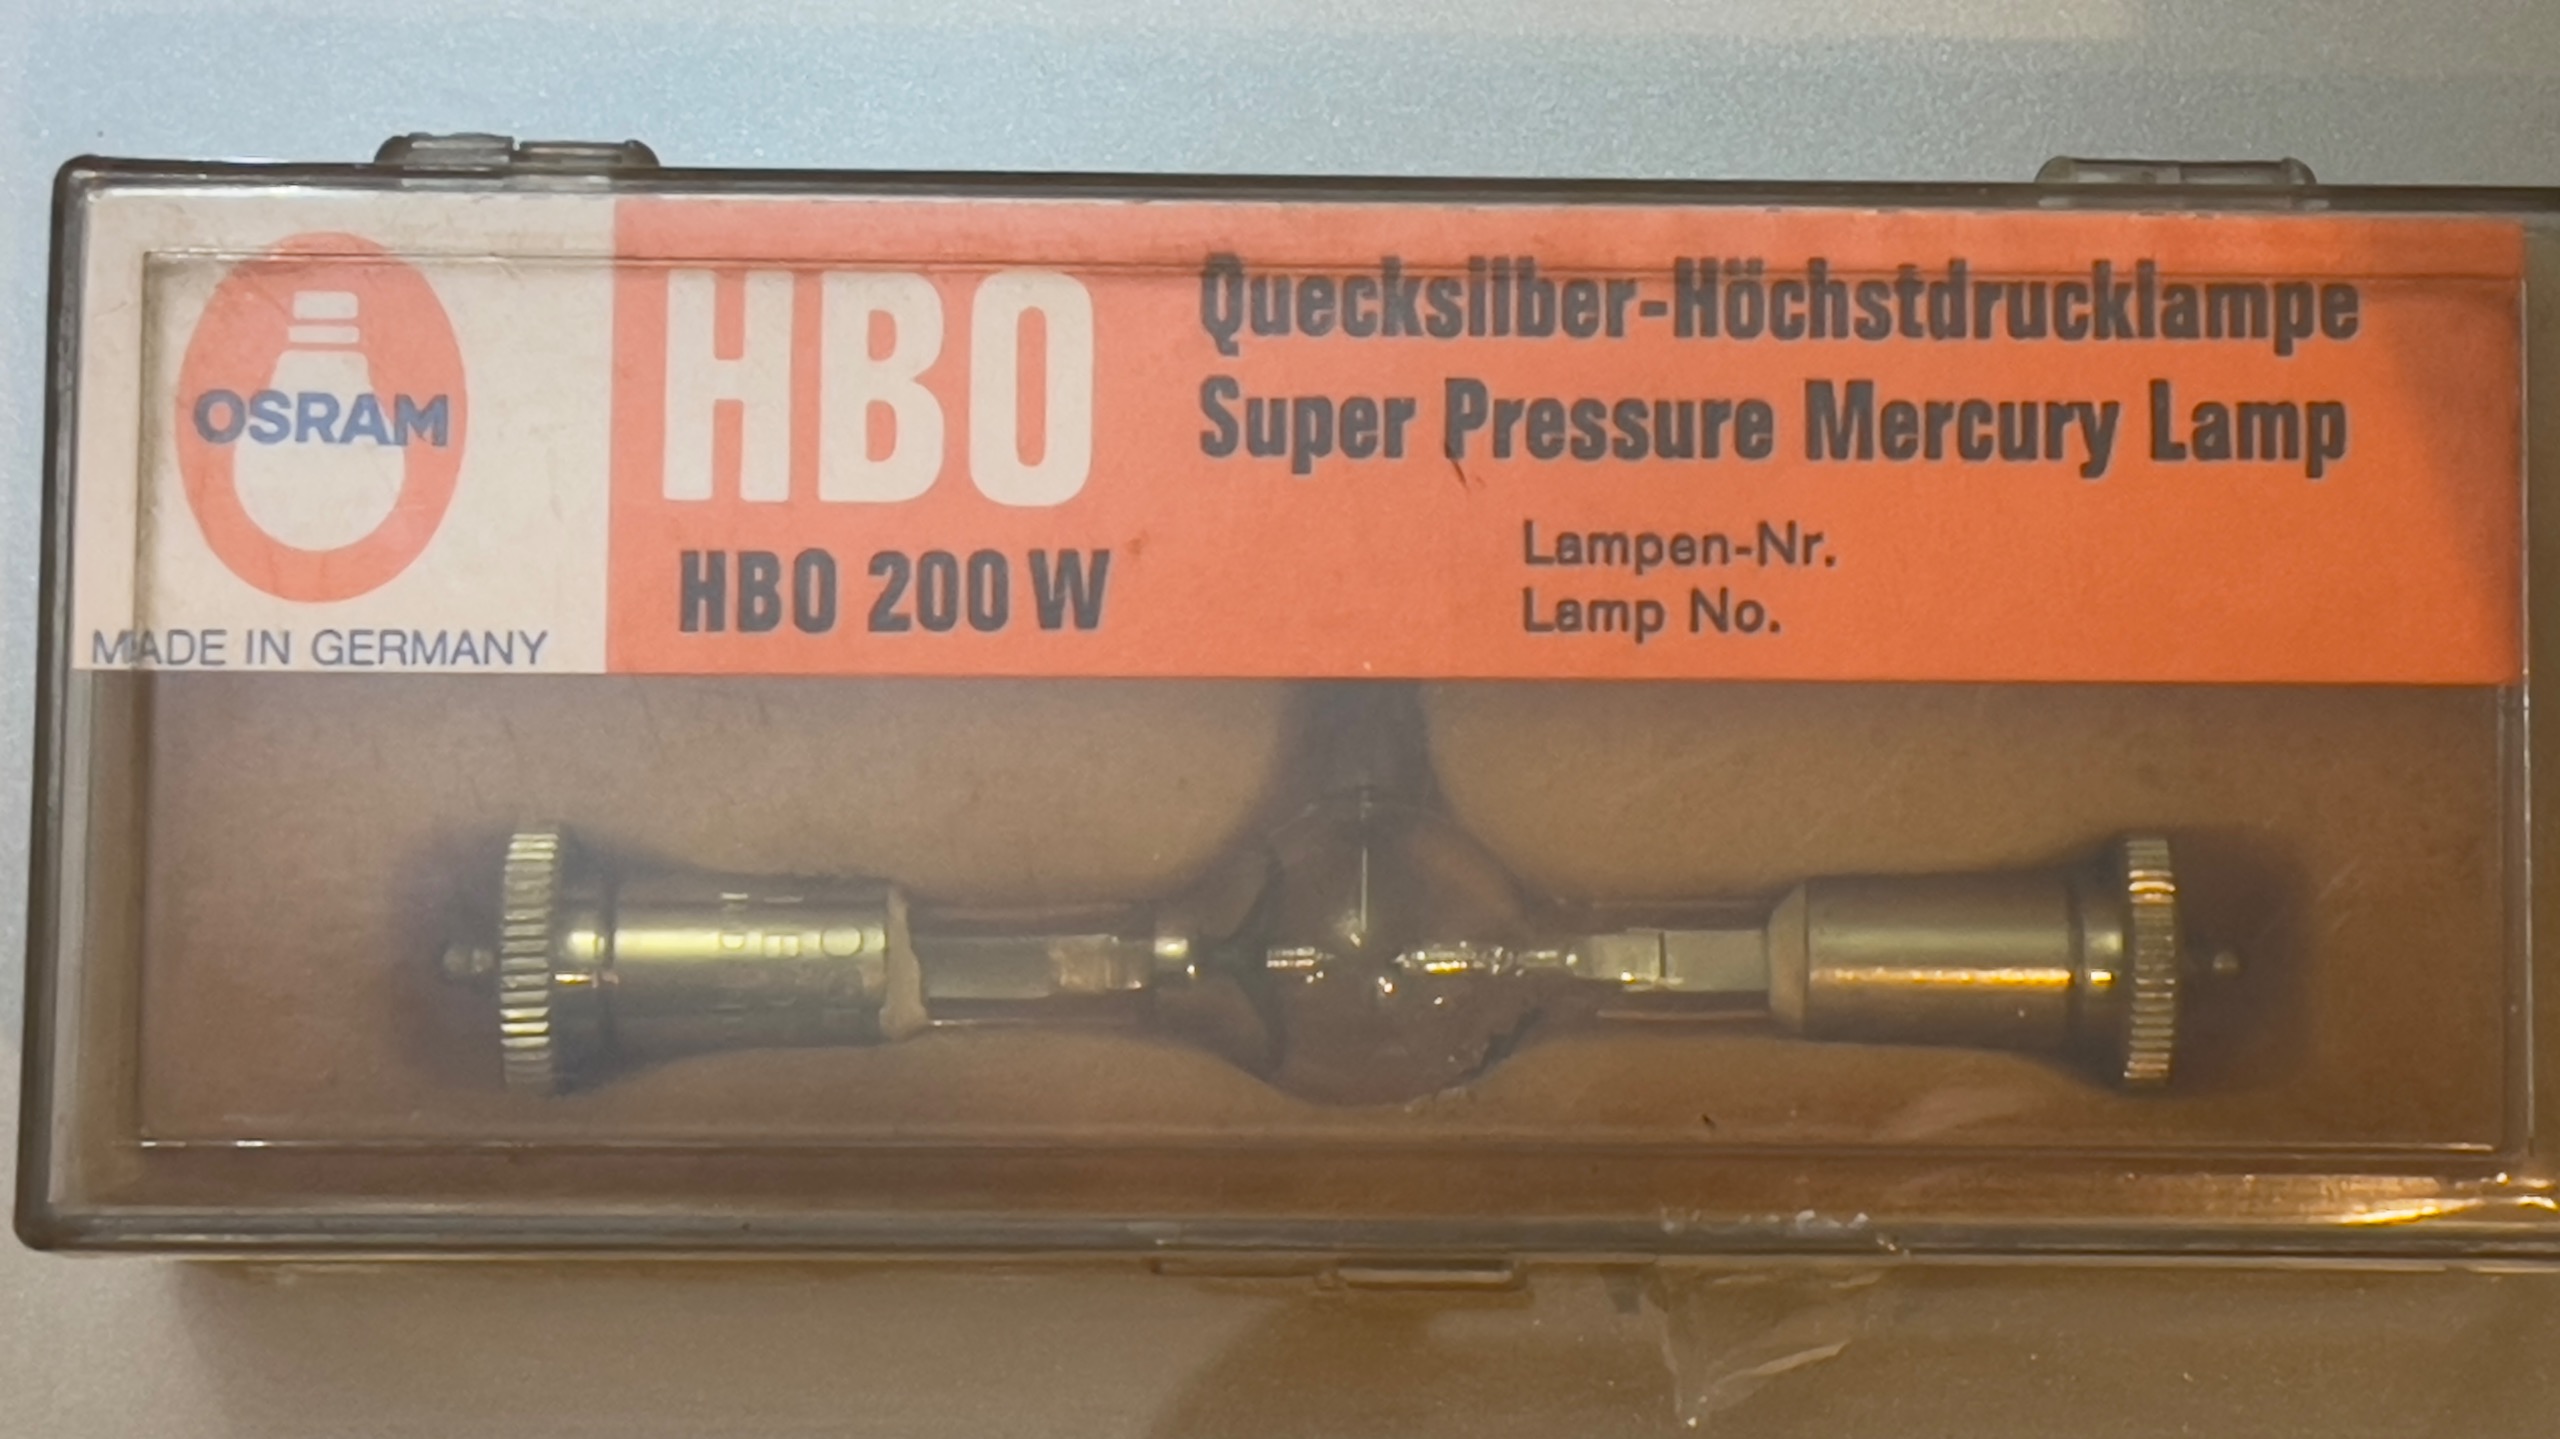 OSRAM
MADE IN GERMANY
HBO
HBO 200 W
Quecksilber-Höchstdrucklampe
Super Pressure Mercury Lamp
Lampen-Nr.
Lamp No.